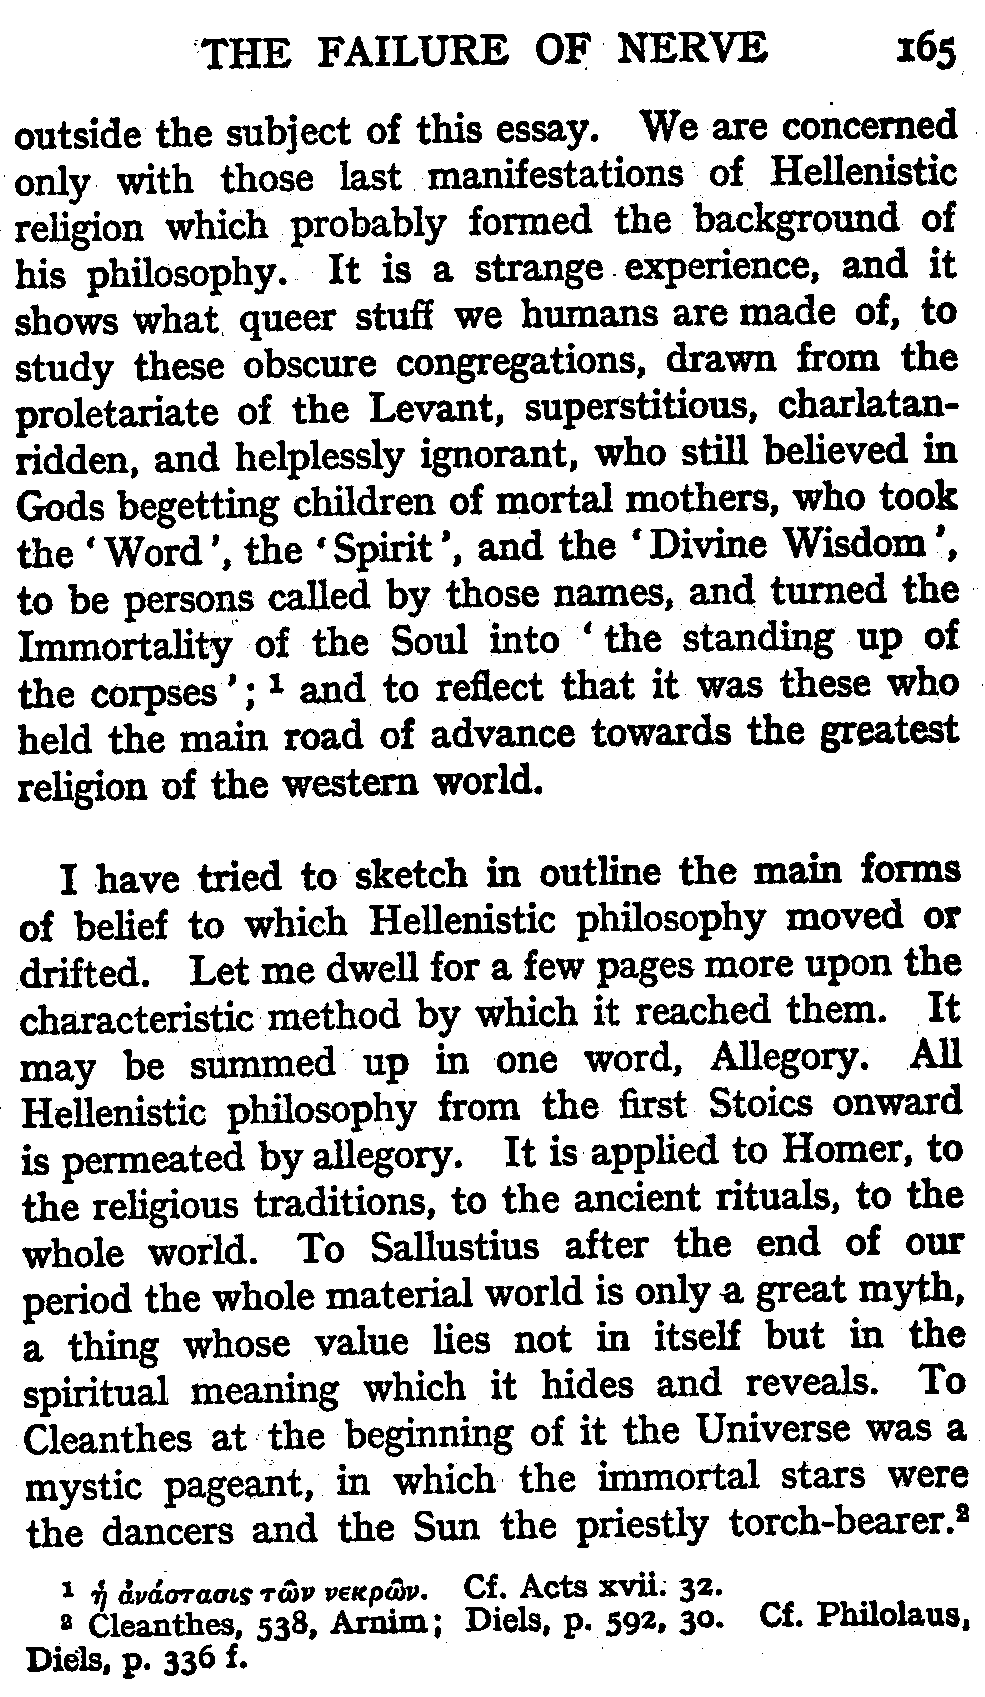 THE FAILURE OF NERVE 165
outside the subject of this essay. We are concerned
only with those last manifestations of Hellenistic
religion which probably formed the background of
his philosophy. It is a strange experience, and it
shows what queer stuff we humans are made of, to
study these obscure congregations, drawn from the
proletariate of the Levant, superstitious, charlatan-
ridden, and helplessly ignorant, who still believed in
Gods begetting children of mortal mothers, who took
the ‘Word’, the ‘Spirit’, and the ‘Divine Wisdom’,
to be persons called by those names, and turned the
Immortality of the Soul into ‘the standing up of
the corpses’;¹ and to reflect that it was these who
held the main road of advance towards the greatest
religion of the western world.
I have tried to sketch in outline the main forms
of belief to which Hellenistic philosophy moved or
drifted. Let me dwell for a few pages more upon the
characteristic method by which it reached them. It
may be summed up in one word, Allegory. All
Hellenistic philosophy from the first Stoics onward
is permeated by allegory. It is applied to Homer, to
the religious traditions, to the ancient rituals, to the
whole world. To Sallustius after the end of our
period the whole material world is only a great myth,
a thing whose value lies not in itself but in the
spiritual meaning which it hides and reveals. To
Cleanthes at the beginning of it the Universe was a
mystic pageant, in which the immortal stars were
the dancers and the Sun the priestly torch-bearer.²
¹ ἡ ἀνάστασις τῶν νεκρῶν. Cf. Acts xvii. 32.
² Cleanthes, 538, Arnim; Diels, p. 592, 30. Cf. Philolaus,
Diels, p. 336 f.